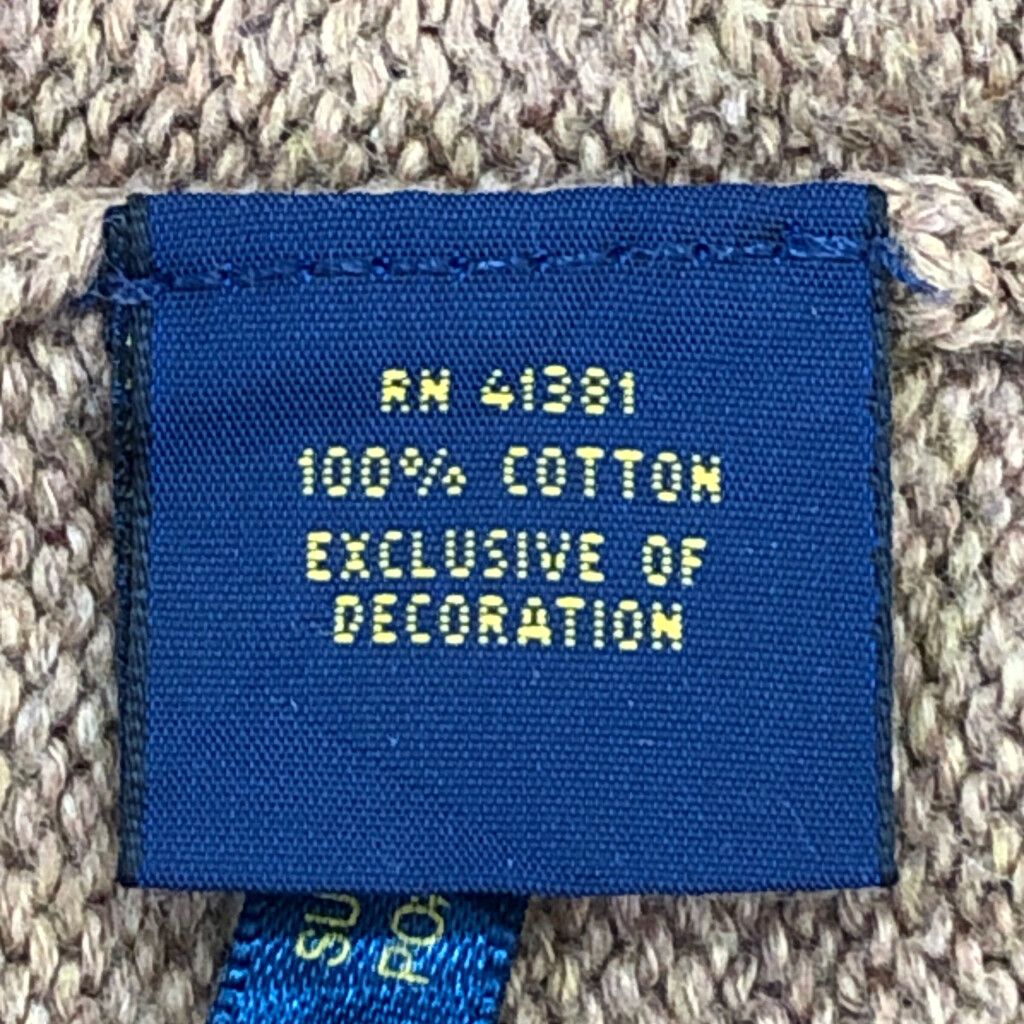 RN 41381
100% COTTON
EXCLUSIVE OF
DECORATION